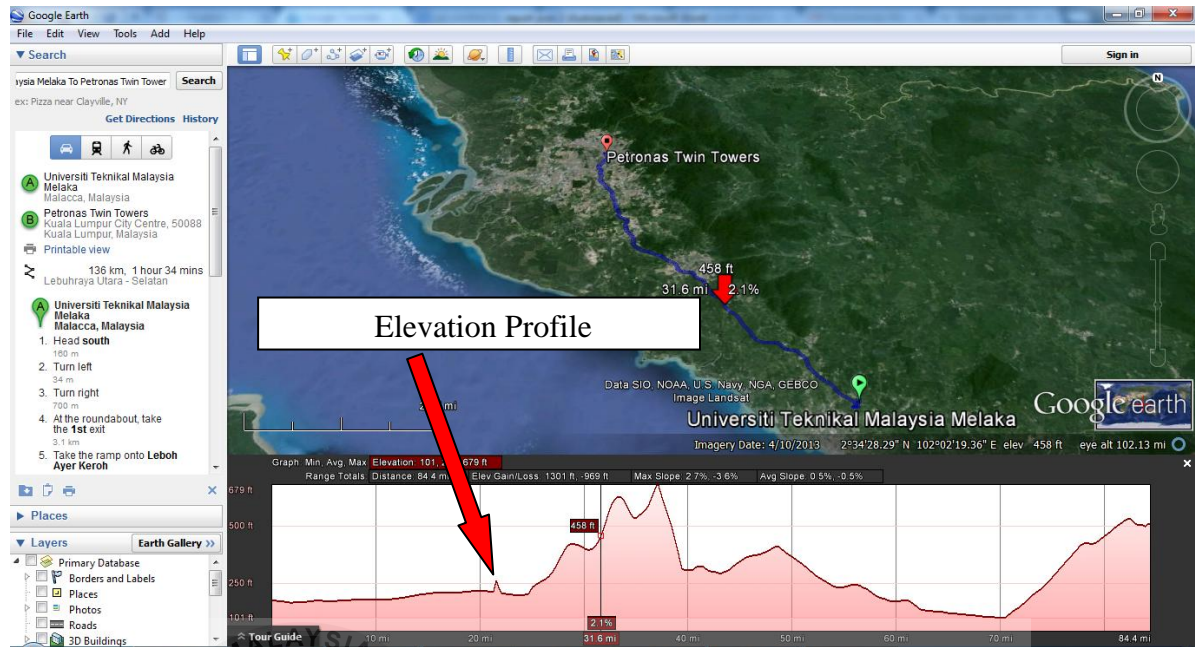 Google Earth
File Edit View Tools Add Help
Search
Sign in
aysia Melaka To Petronas Twin Tower Search
ex: Pizza near Clayville, NY
Get Directions History
A Universiti Teknikal Malaysia
Melaka
Malacca, Malaysia
B Petronas Twin Towers
Kuala Lumpur City Centre, 50088
Kuala Lumpur, Malaysia
Printable view
136 km, 1 hour 34 mins
Lebuhraya Utara - Selatan
A Universiti Teknikal Malaysia
Melaka
Malacca, Malaysia
1. Head south
160 m
2. Turn left
34 m
3. Turn right
700 m
4. At the roundabout, take
the 1st exit
3.1 km
5. Take the ramp onto Leboh
Ayer Keroh
Places
Layers Earth Gallery >>
Primary Database
Borders and Labels
Places
Photos
Roads
3D Buildings
N
Petronas Twin Towers
458 ft
31.6 mi 2.1%
Elevation Profile
mi
Data SIO, NOAA, U.S. Navy, NGA, GEBCO
Image Landsat
Universiti Teknikal Malaysia Melaka
Google earth
Imagery Date: 4/10/2013 2°34'28.29" N 102°02'19.36" E elev 458 ft eye alt 102.13 mi
Graph: Min, Avg, Max Elevation: 101, 679 ft
Range Totals: Distance: 84.4 Elev Gain/Loss: 1301 ft, -969 ft Max Slope: 2.7%, -3.6% Avg Slope: 0.5%, -0.5%
679 ft
500 ft
458 ft
250 ft
101 ft
2.1%
Tour Guide
10 mi 20 mi 31.6 mi 40 mi 50 mi 60 mi 70 mi 84.4 mi